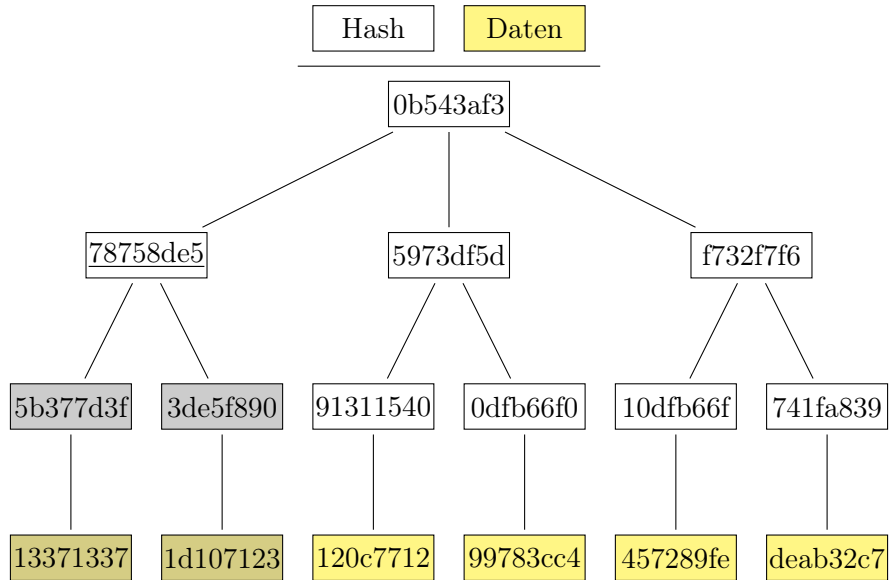 Hash Daten
0b543af3
78758de5 5973df5d f732f7f6
5b377d3f 3de5f890 91311540 0dfb66f0 10dfb66f 741fa839
13371337 1d107123 120c7712 99783cc4 457289fe deab32c7